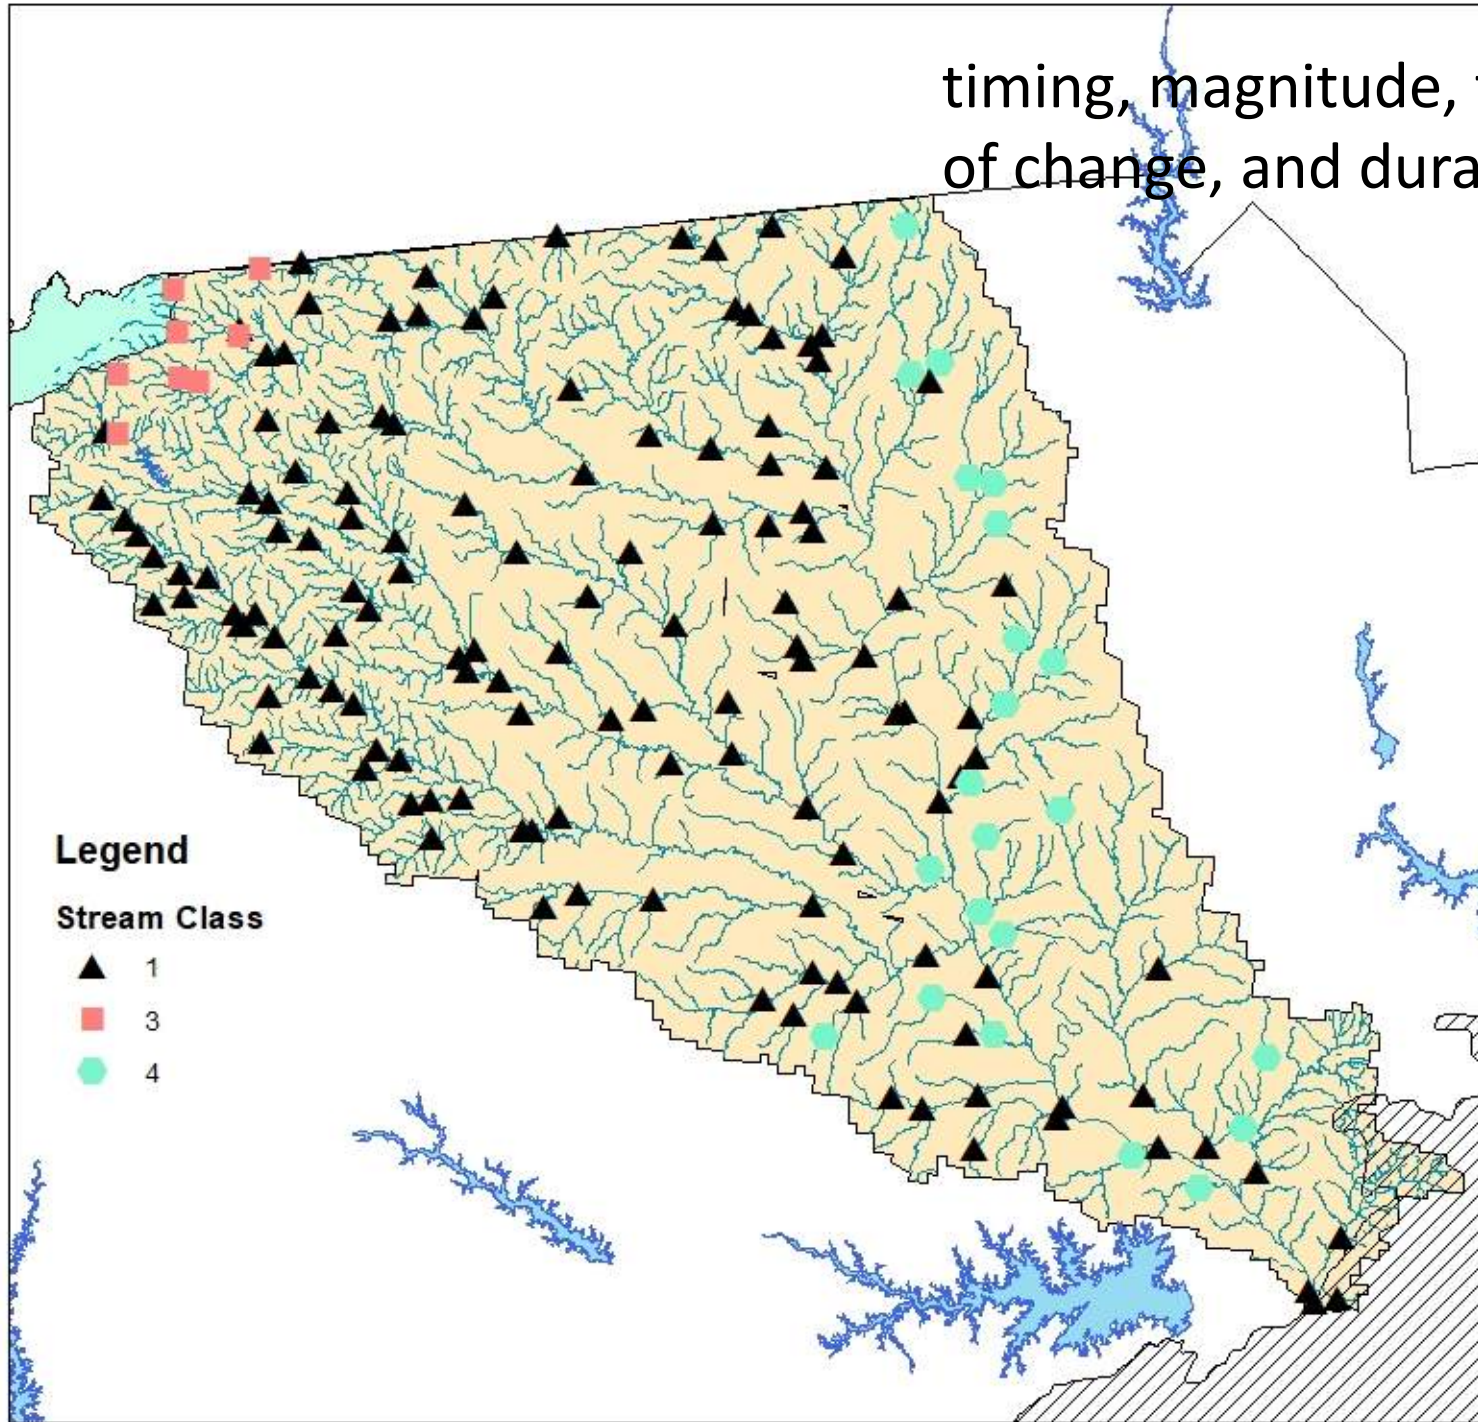 timing, magnitude,
of change, and dura
Legend
Stream Class
1
3
4